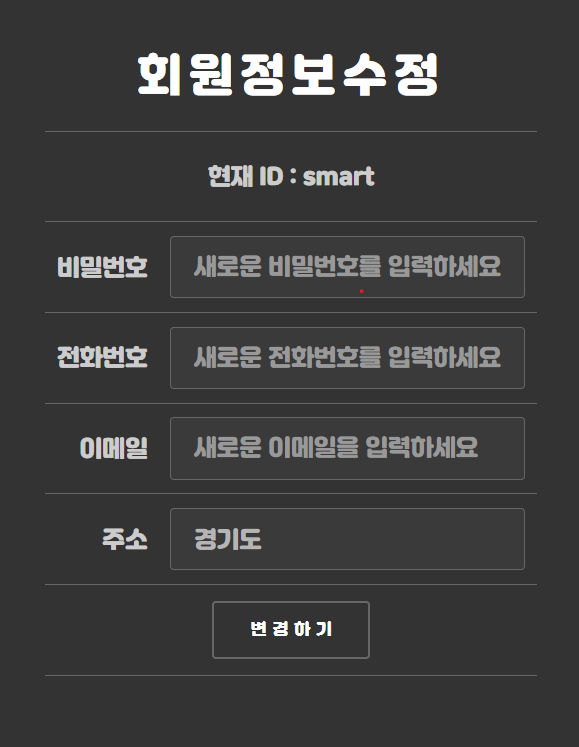 회원정보수정
현재 ID : smart
비밀번호 새로운 비밀번호를 입력하세요
전화번호 새로운 전화번호를 입력하세요
이메일 새로운 이메일을 입력하세요
주소 경기도
변경하기